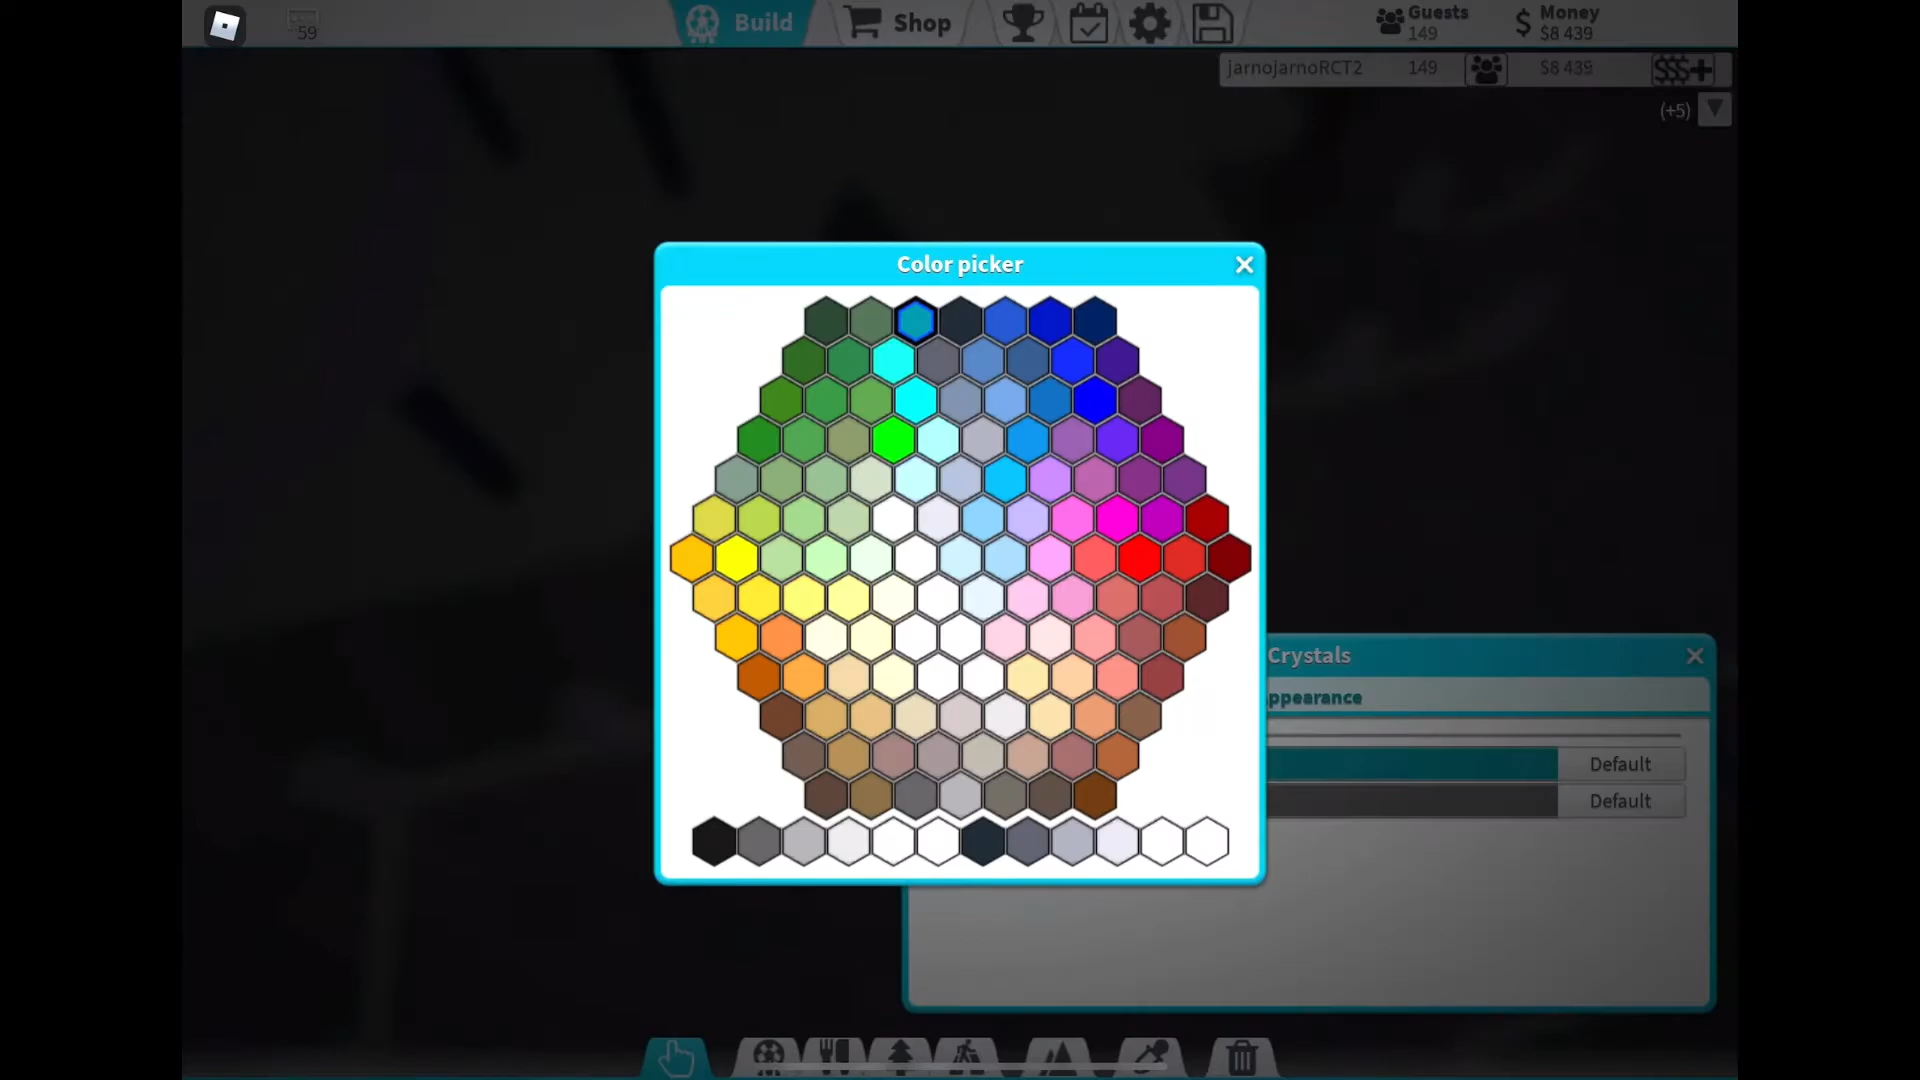 59
Build
Shop
Guests
149
Money
$8 439
jarnojarnoRCT2 149 $8 439 $$$+
(+5)
Color picker
Crystals
ppearance
Default
Default